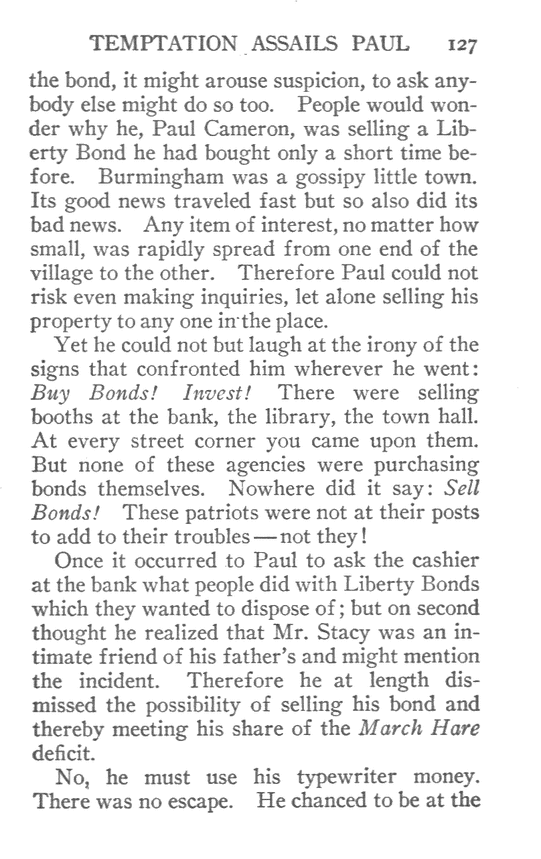 TEMPTATION ASSAILS PAUL 127
the bond, it might arouse suspicion, to ask any-
body else might do so too. People would won-
der why he, Paul Cameron, was selling a Lib-
erty Bond he had bought only a short time be-
fore. Burmingham was a gossipy little town.
Its good news traveled fast but so also did its
bad news. Any item of interest, no matter how
small, was rapidly spread from one end of the
village to the other. Therefore Paul could not
risk even making inquiries, let alone selling his
property to any one in the place.
Yet he could not but laugh at the irony of the
signs that confronted him wherever he went:
Buy Bonds! Invest! There were selling
booths at the bank, the library, the town hall.
At every street corner you came upon them.
But none of these agencies were purchasing
bonds themselves. Nowhere did it say: Sell
Bonds! These patriots were not at their posts
to add to their troubles—not they!
Once it occurred to Paul to ask the cashier
at the bank what people did with Liberty Bonds
which they wanted to dispose of; but on second
thought he realized that Mr. Stacy was an in-
timate friend of his father's and might mention
the incident. Therefore he at length dis-
missed the possibility of selling his bond and
thereby meeting his share of the March Hare
deficit.
No, he must use his typewriter money.
There was no escape. He chanced to be at the